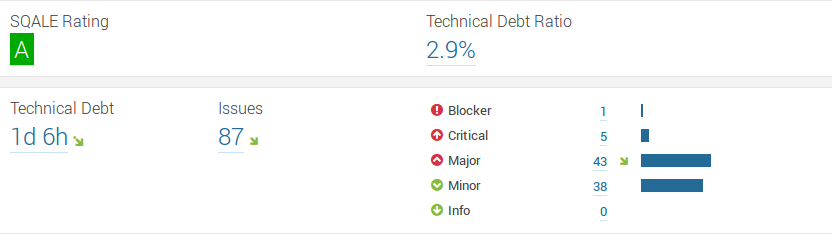 SQALE Rating
A
Technical Debt Ratio
2.9%
Technical Debt
1d 6h
Issues
87
Blocker 1
Critical 5
Major 43
Minor 38
Info 0